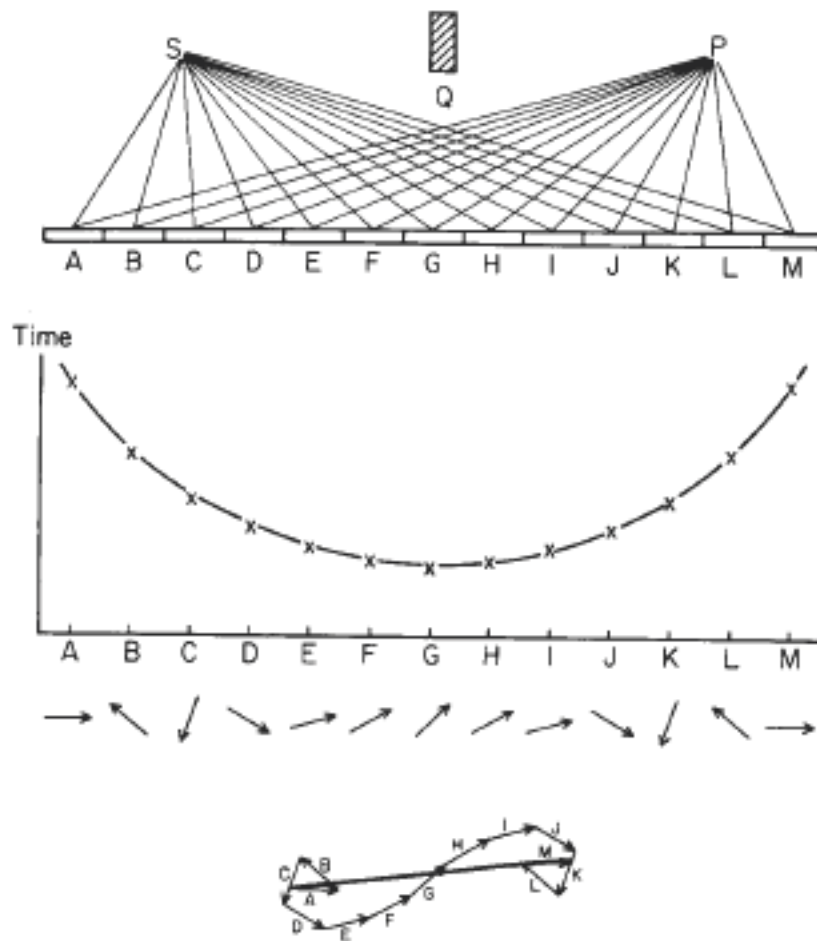 S P
Q
A B C D E F G H I J K L M
Time
A B C D E F G H I J K L M
H I J
C B M K
A G L
D E F